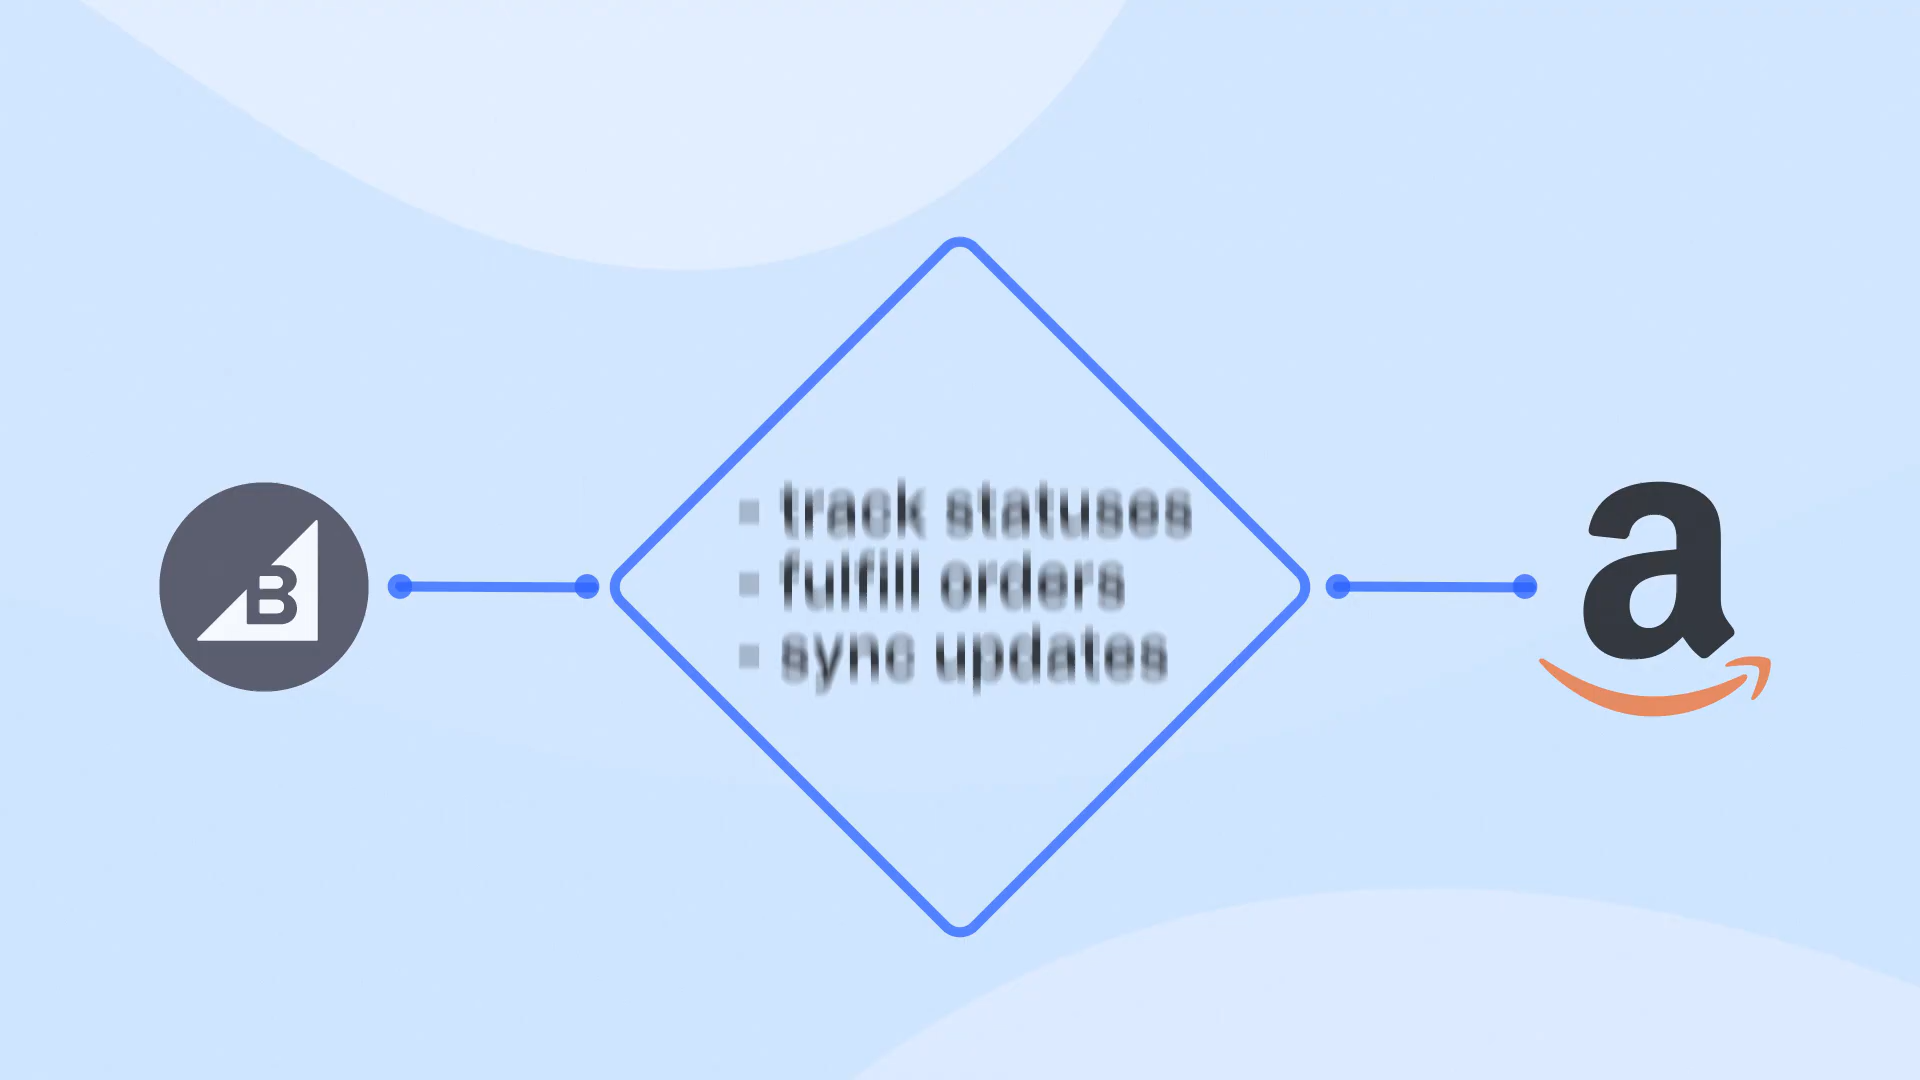 B
track statuses
fulfill orders
sync updates
a